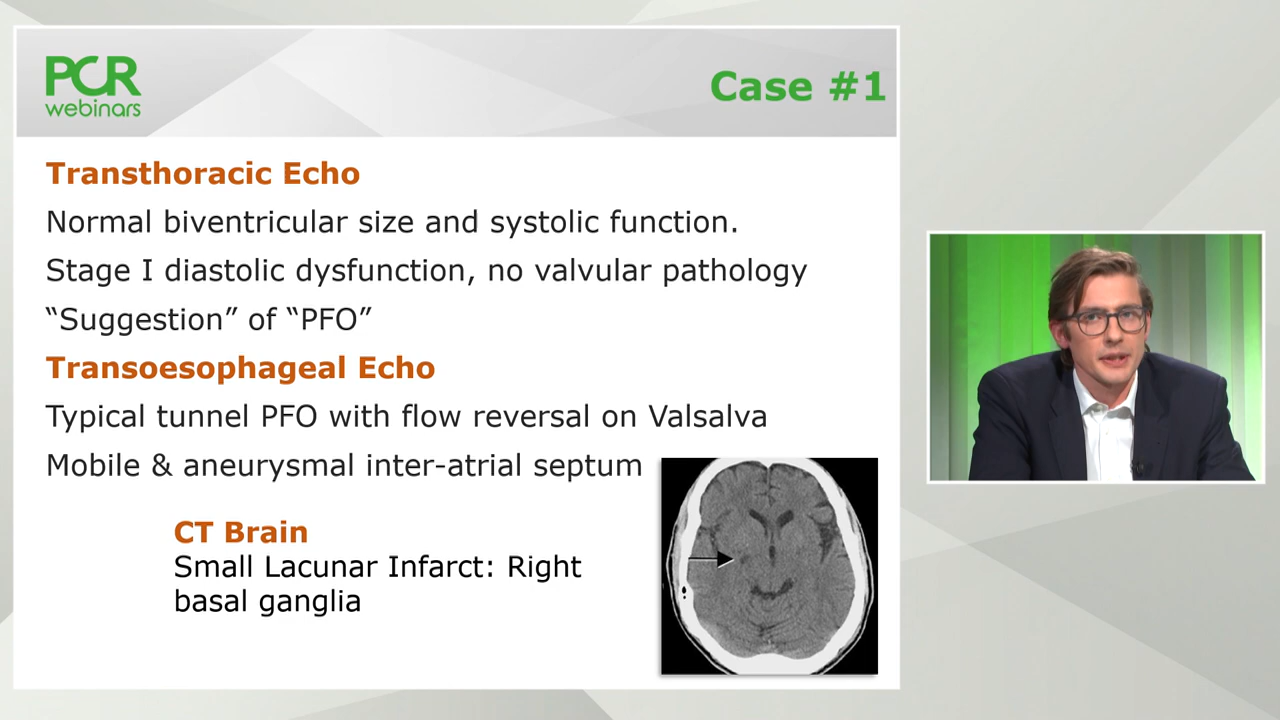 PCR
webinars
Case #1
Transthoracic Echo
Normal biventricular size and systolic function.
Stage I diastolic dysfunction, no valvular pathology
“Suggestion” of “PFO”
Transoesophageal Echo
Typical tunnel PFO with flow reversal on Valsalva
Mobile & aneurysmal inter-atrial septum
CT Brain
Small Lacunar Infarct: Right
basal ganglia